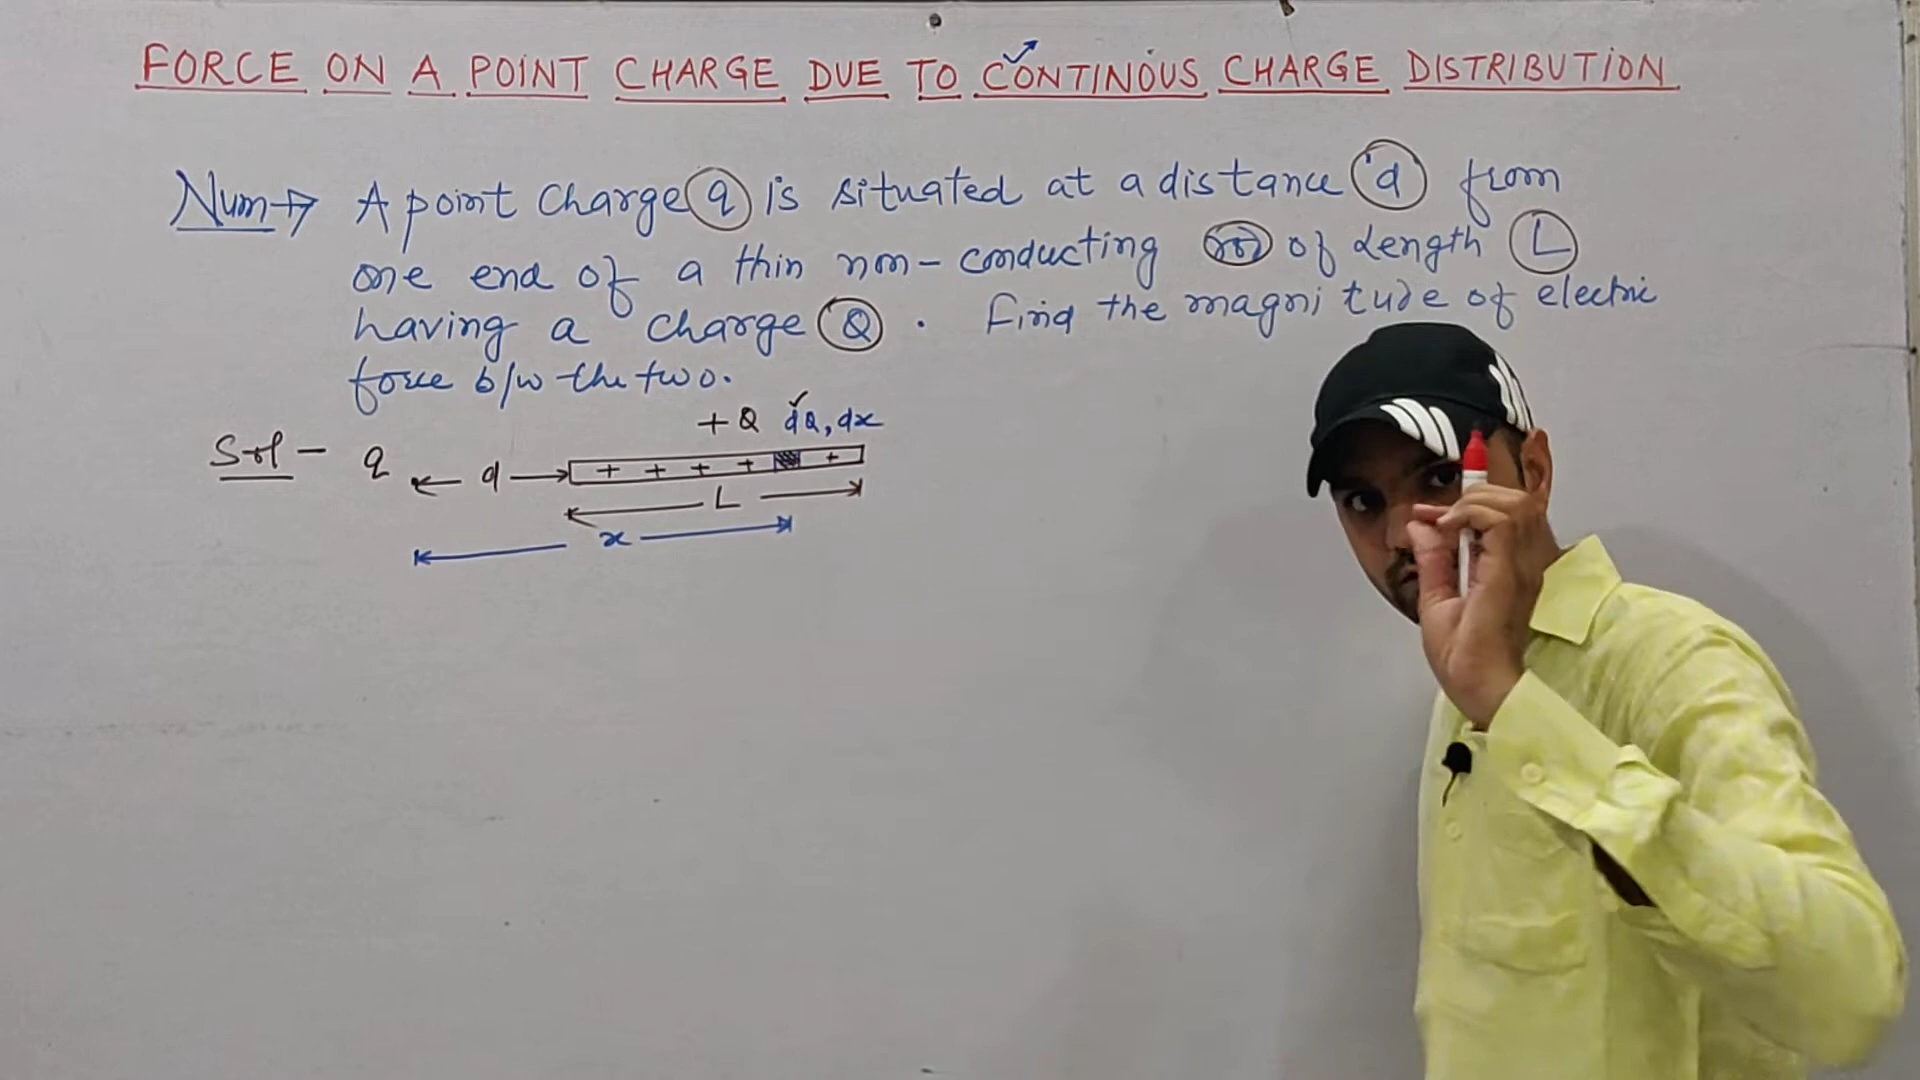 FORCE ON A POINT CHARGE DUE TO CONTINOUS CHARGE DISTRIBUTION
Num→ A point charge q is situated at a distance 'd' from
one end of a thin non-conducting rod of Length L
having a charge Q. find the magnitude of electric
force b/w the two.
+Q dQ, dx
Sol - q d + + + + +
L
x